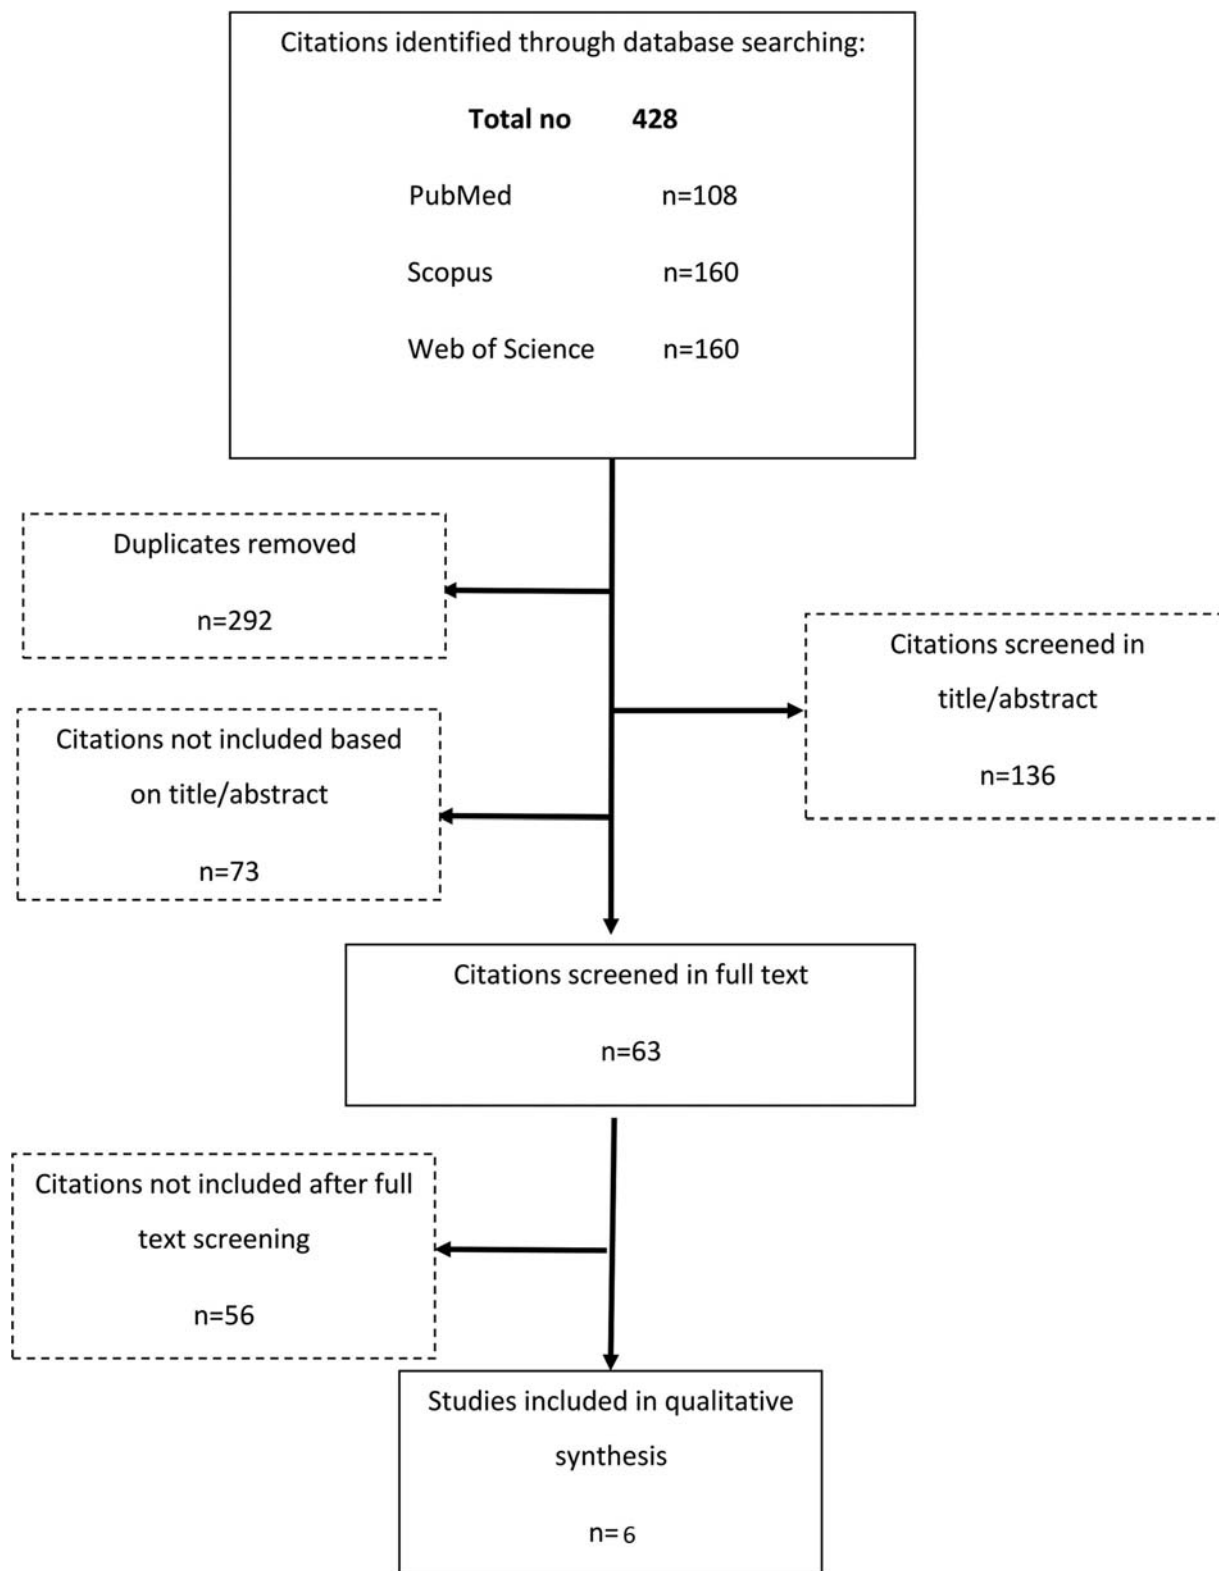 Citations identified through database searching:
Total no 428
PubMed n=108
Scopus n=160
Web of Science n=160
Duplicates removed
n=292
Citations screened in
title/abstract
n=136
Citations not included based
on title/abstract
n=73
Citations screened in full text
n=63
Citations not included after full
text screening
n=56
Studies included in qualitative
synthesis
n=6